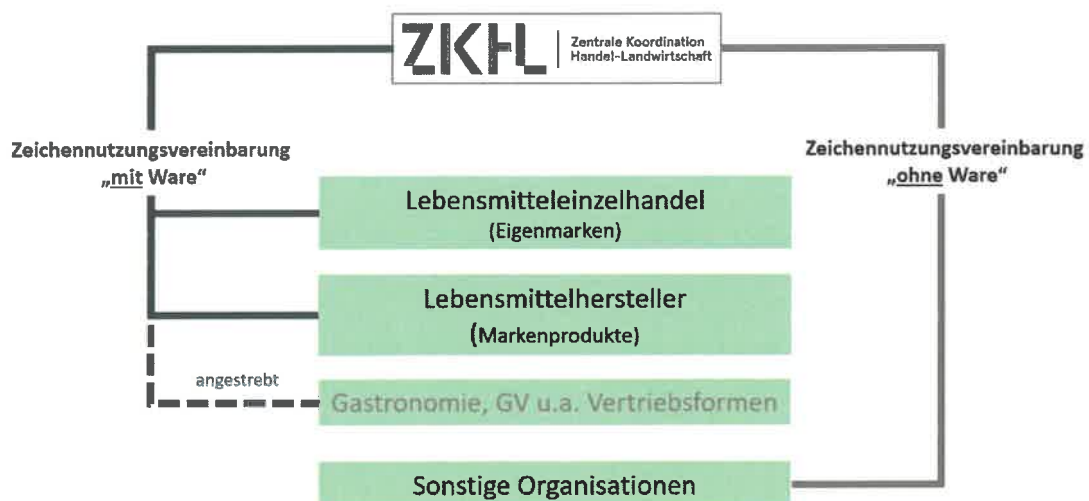 ZKHL
Zentrale Koordination
Handel-Landwirtschaft
Zeichennutzungsvereinbarung
„mit Ware“
Zeichennutzungsvereinbarung
„ohne Ware“
Lebensmitteleinzelhandel
(Eigenmarken)
Lebensmittelhersteller
(Markenprodukte)
angestrebt
Gastronomie, GV u.a. Vertriebsformen
Sonstige Organisationen